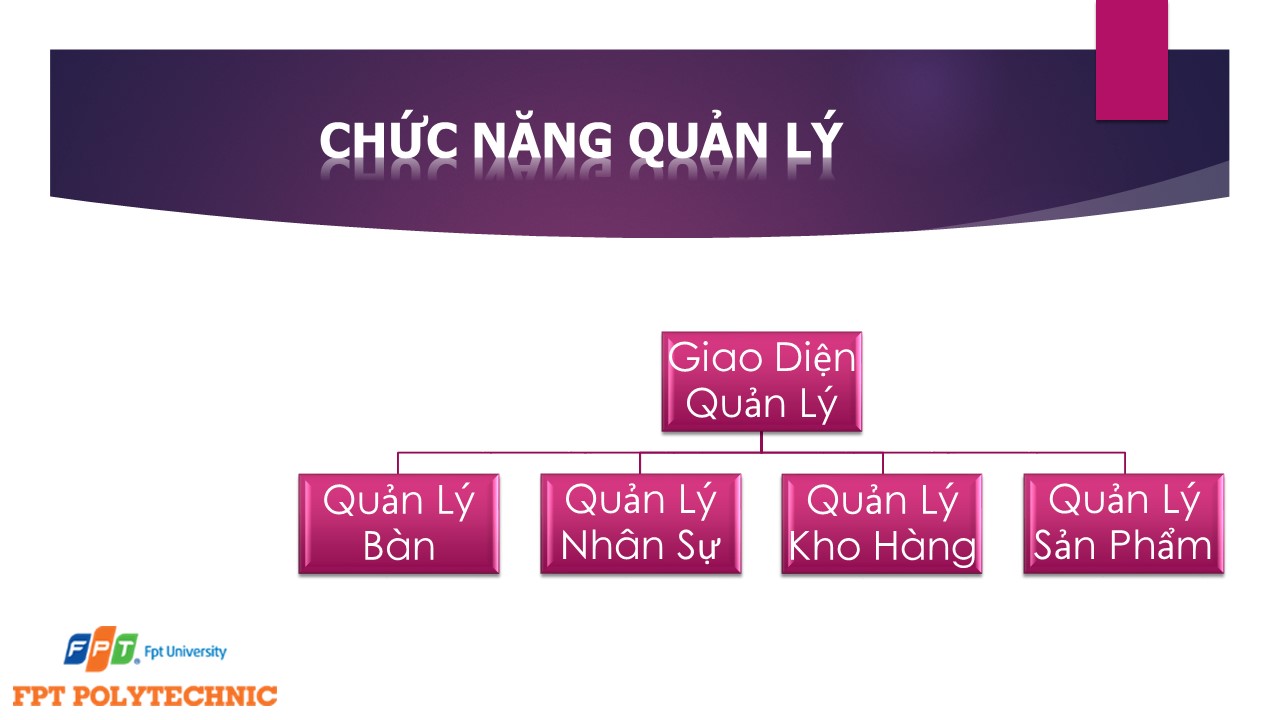 CHỨC NĂNG QUẢN LÝ
Giao Diện
Quản Lý
Quản Lý
Bàn
Quản Lý
Nhân Sự
Quản Lý
Kho Hàng
Quản Lý
Sản Phẩm
FPT Fpt University
FPT POLYTECHNIC